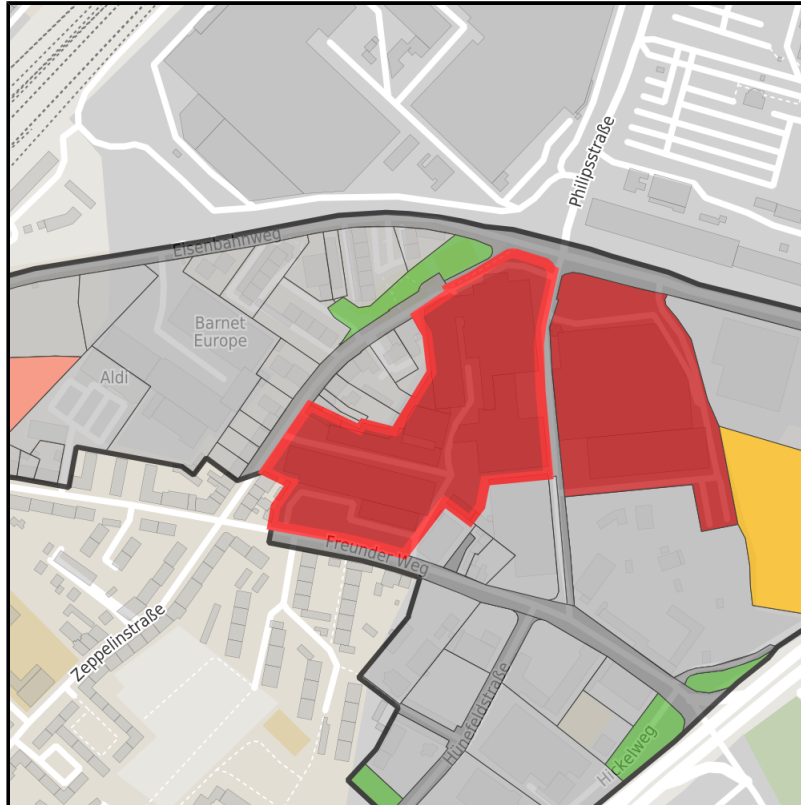 Philipsstraße
Eisenbahnweg
Barnet
Europe
Aldi
Freunder Weg
Zeppelinstraße
Hünefeldstraße
Hickelweg